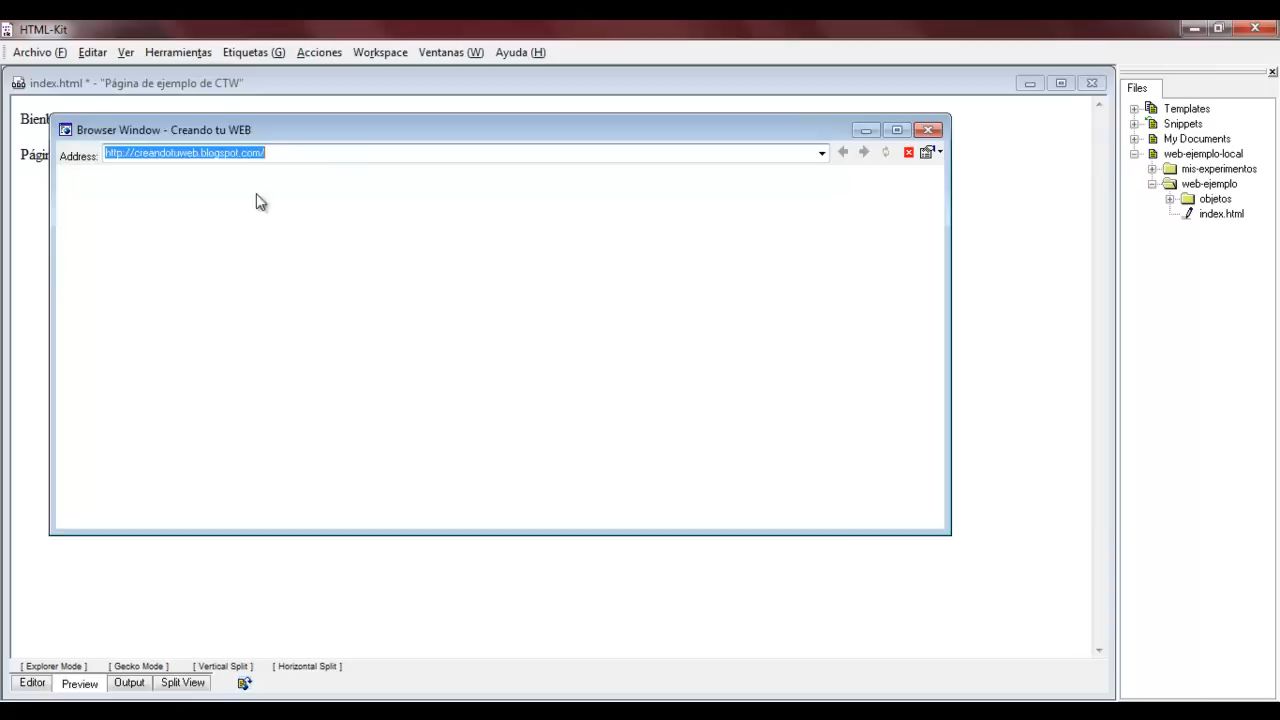 HTML-Kit
Archivo (F) Editar Ver Herramientas Etiquetas (G) Acciones Workspace Ventanas (W) Ayuda (H)
index.html * - "Página de ejemplo de CTW"
Files
Templates
Snippets
My Documents
web-ejemplo-local
mis-experimentos
web-ejemplo
objetos
index.html
Bienb
Págin
Browser Window - Creando tu WEB
Address: http://creandotuweb.blogspot.com/
[ Explorer Mode ] [ Gecko Mode ] [ Vertical Split ] [ Horizontal Split ]
Editor Preview Output Split View